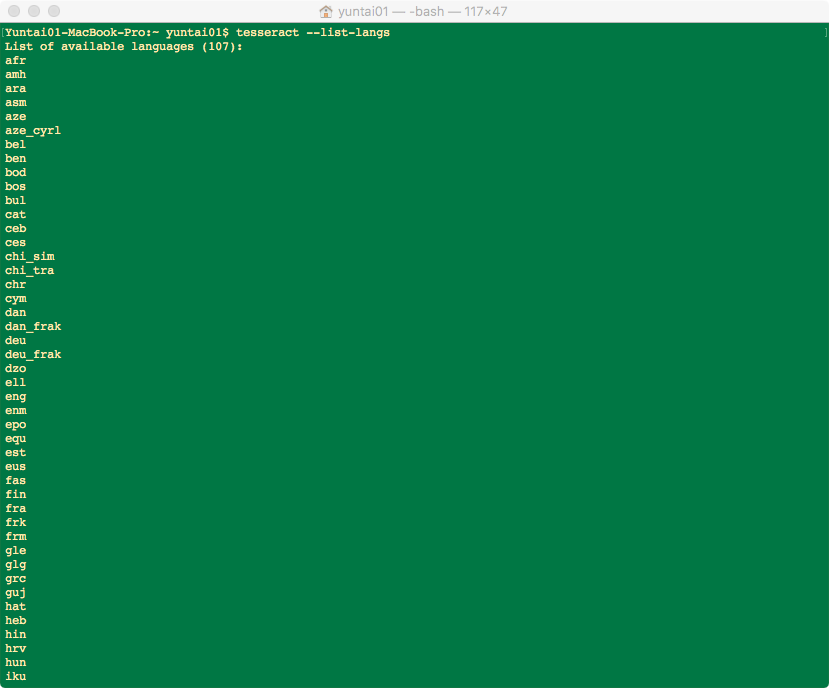 yuntai01 — -bash — 117×47
Yuntai01-MacBook-Pro:~ yuntai01$ tesseract --list-langs
List of available languages (107):
afr
amh
ara
asm
aze
aze_cyrl
bel
ben
bod
bos
bul
cat
ceb
ces
chi_sim
chi_tra
chr
cym
dan
dan_frak
deu
deu_frak
dzo
ell
eng
enm
epo
equ
est
eus
fas
fin
fra
frk
frm
gle
glg
grc
guj
hat
heb
hin
hrv
hun
iku